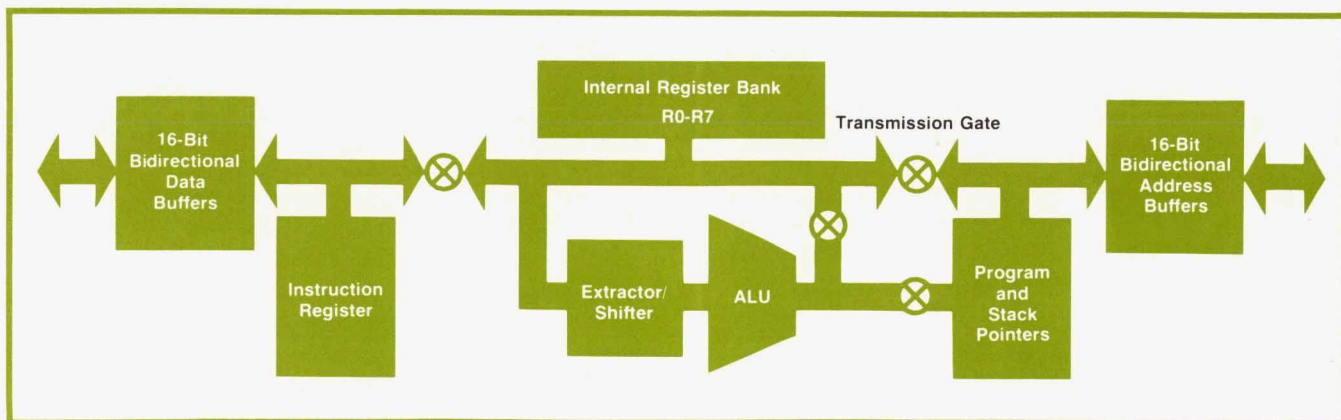 16-Bit
Bidirectional
Data
Buffers
Instruction
Register
Internal Register Bank
R0-R7
Extractor/
Shifter
ALU
Transmission Gate
Program
and
Stack
Pointers
16-Bit
Bidirectional
Address
Buffers